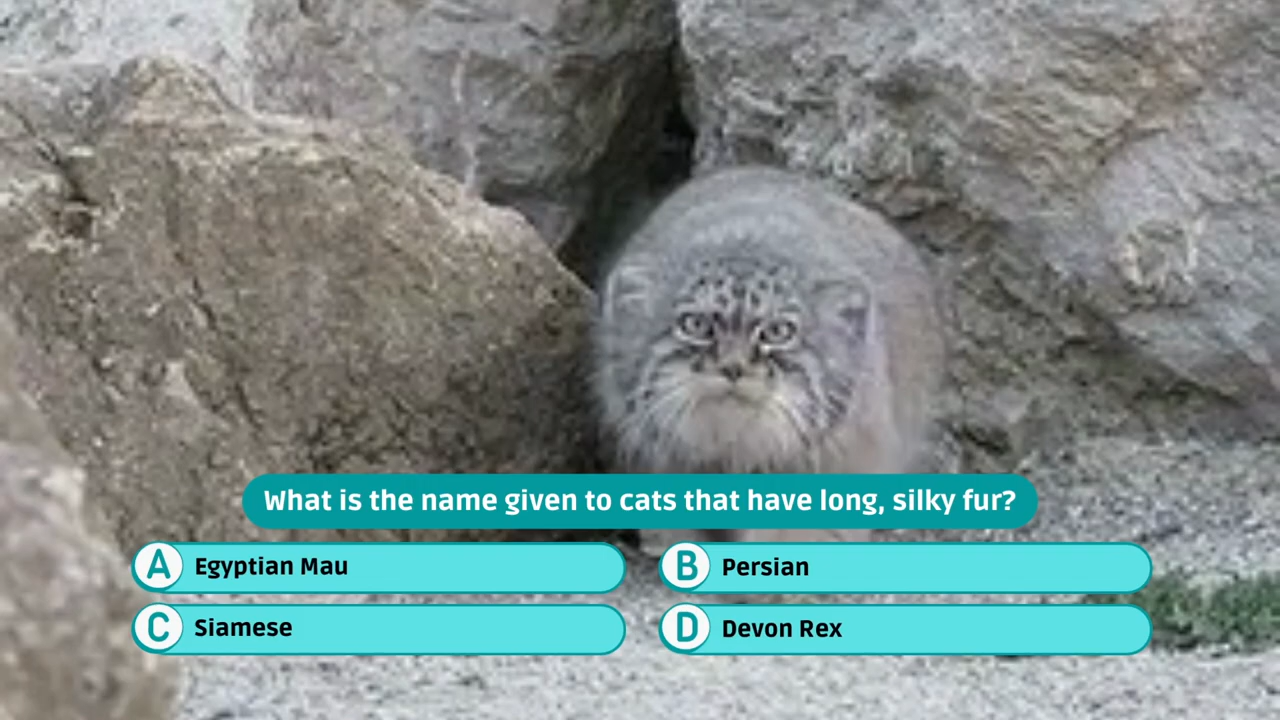 What is the name given to cats that have long, silky fur?
A Egyptian Mau
B Persian
C Siamese
D Devon Rex